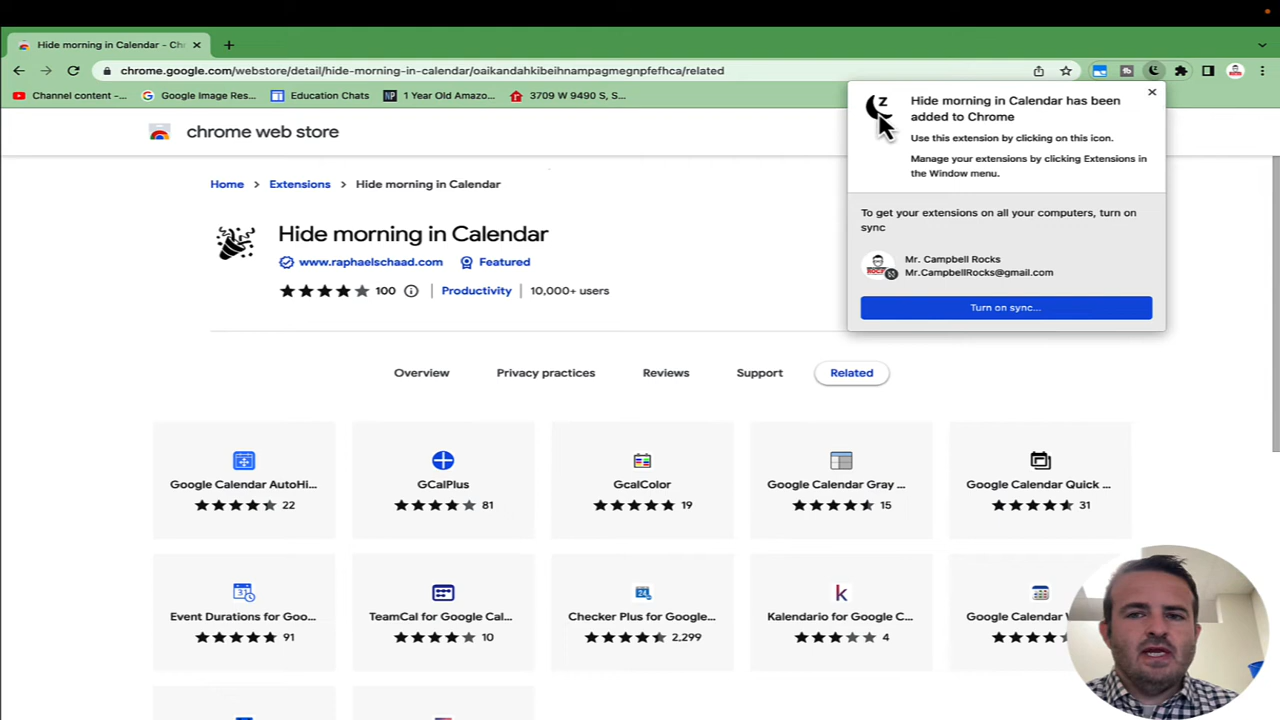 Hide morning in Calendar - Chr
chrome.google.com/webstore/detail/hide-morning-in-calendar/oaikandahkibeihnampagmegnpfefhca/related
Channel content -...
Google Image Res...
Education Chats
NP
1 Year Old Amazo...
3709 W 9490 S, S...
chrome web store
Hide morning in Calendar has been
added to Chrome
Use this extension by clicking on this icon.
Manage your extensions by clicking Extensions in
the Window menu.
To get your extensions on all your computers, turn on
sync
Mr. Campbell Rocks
Mr.CampbellRocks@gmail.com
Turn on sync...
Home > Extensions > Hide morning in Calendar
Hide morning in Calendar
www.raphaelschaad.com Featured
100 Productivity 10,000+ users
Overview Privacy practices Reviews Support Related
Google Calendar AutoHi...
22
GCalPlus
81
GcalColor
19
Google Calendar Gray ...
15
Google Calendar Quick ...
31
Event Durations for Goo...
91
TeamCal for Google Cal...
10
Checker Plus for Google...
2,299
Kalendario for Google C...
4
Google Calendar